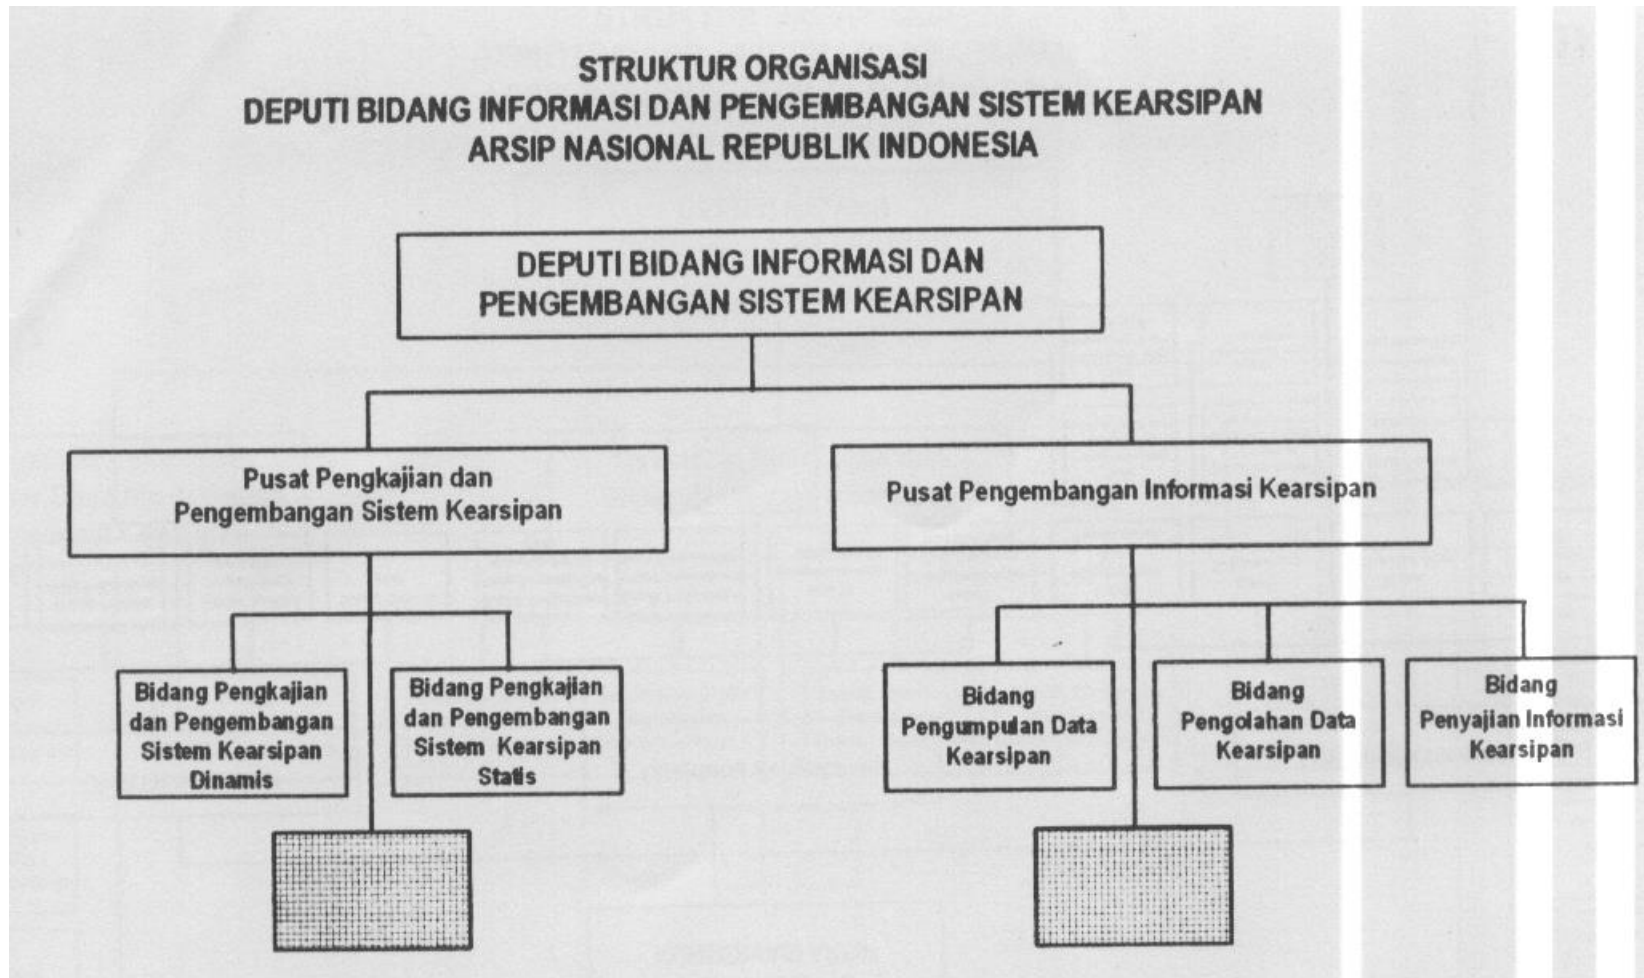 STRUKTUR ORGANISASI
DEPUTI BIDANG INFORMASI DAN PENGEMBANGAN SISTEM KEARSIPAN
ARSIP NASIONAL REPUBLIK INDONESIA
DEPUTI BIDANG INFORMASI DAN
PENGEMBANGAN SISTEM KEARSIPAN
Pusat Pengkajian dan
Pengembangan Sistem Kearsipan
Pusat Pengembangan Informasi Kearsipan
Bidang Pengkajian
dan Pengembangan
Sistem Kearsipan
Dinamis
Bidang Pengkajian
dan Pengembangan
Sistem Kearsipan
Statis
Bidang
Pengumpulan Data
Kearsipan
Bidang
Pengolahan Data
Kearsipan
Bidang
Penyajian Informasi
Kearsipan